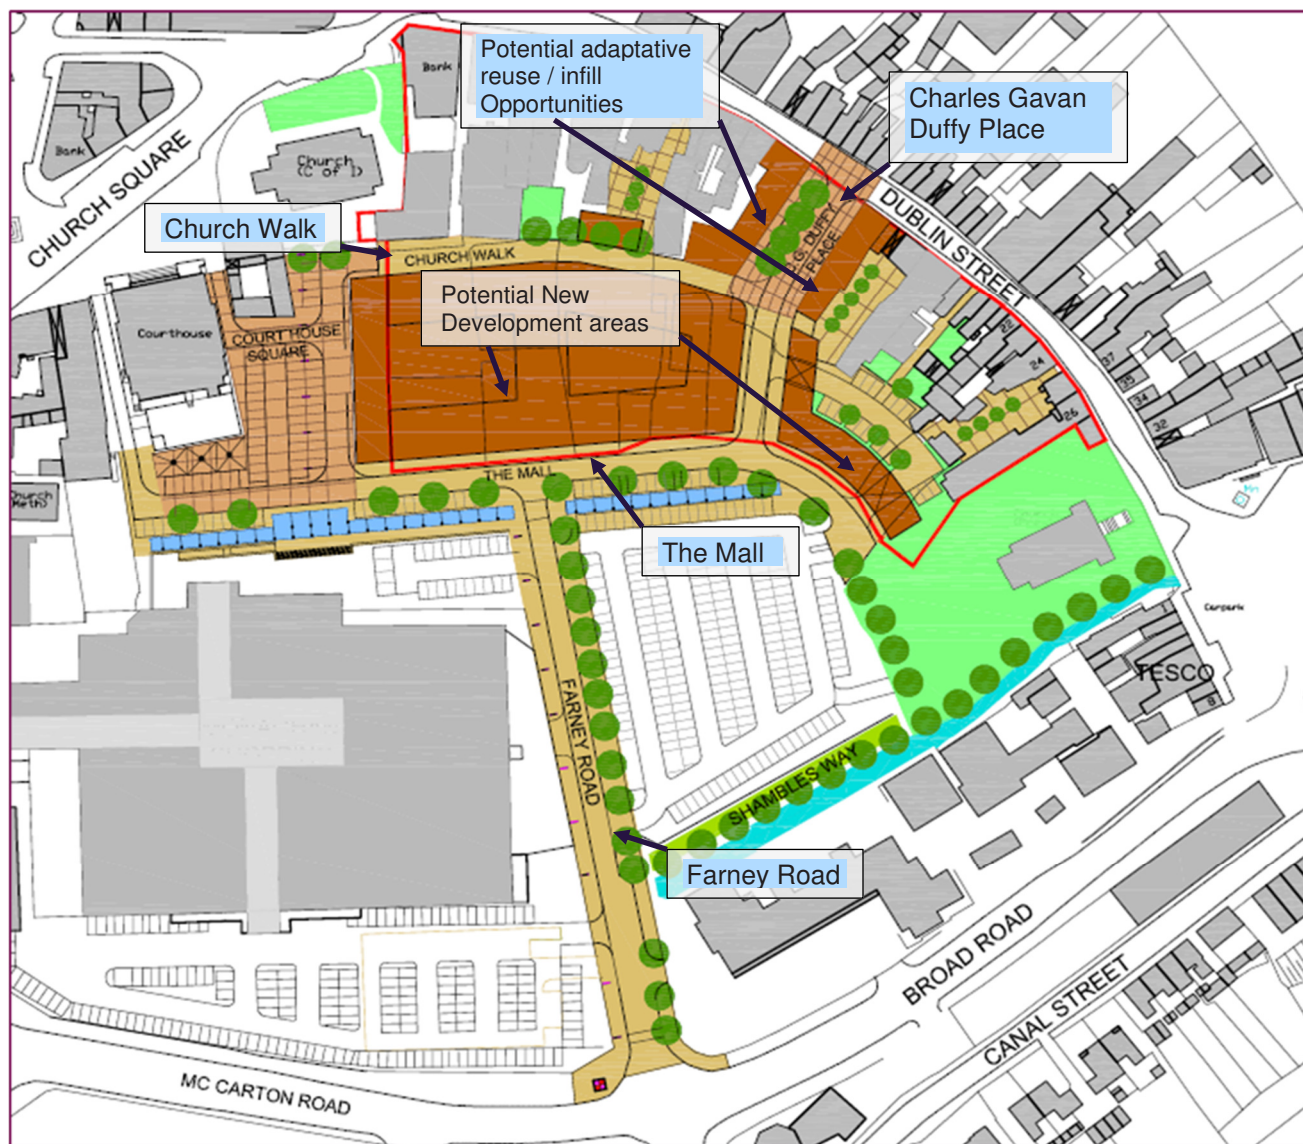 Potential adaptative
reuse / infill
Opportunities
Charles Gavan
Duffy Place
Bank
Bank
Church
(C of I)
CHURCH SQUARE
Church Walk
CHURCH WALK
C.G. DUFFY
PLACE
DUBLIN STREET
Potential New
Development areas
Courthouse
COURT HOUSE
SQUARE
22
24
26
37
35
34
32
THE MALL
Church
(Meth)
The Mall
Carpark
TESCO
8
FARNEY ROAD
SHAMBLES WAY
Farney Road
BROAD ROAD
CANAL STREET
MC CARTON ROAD